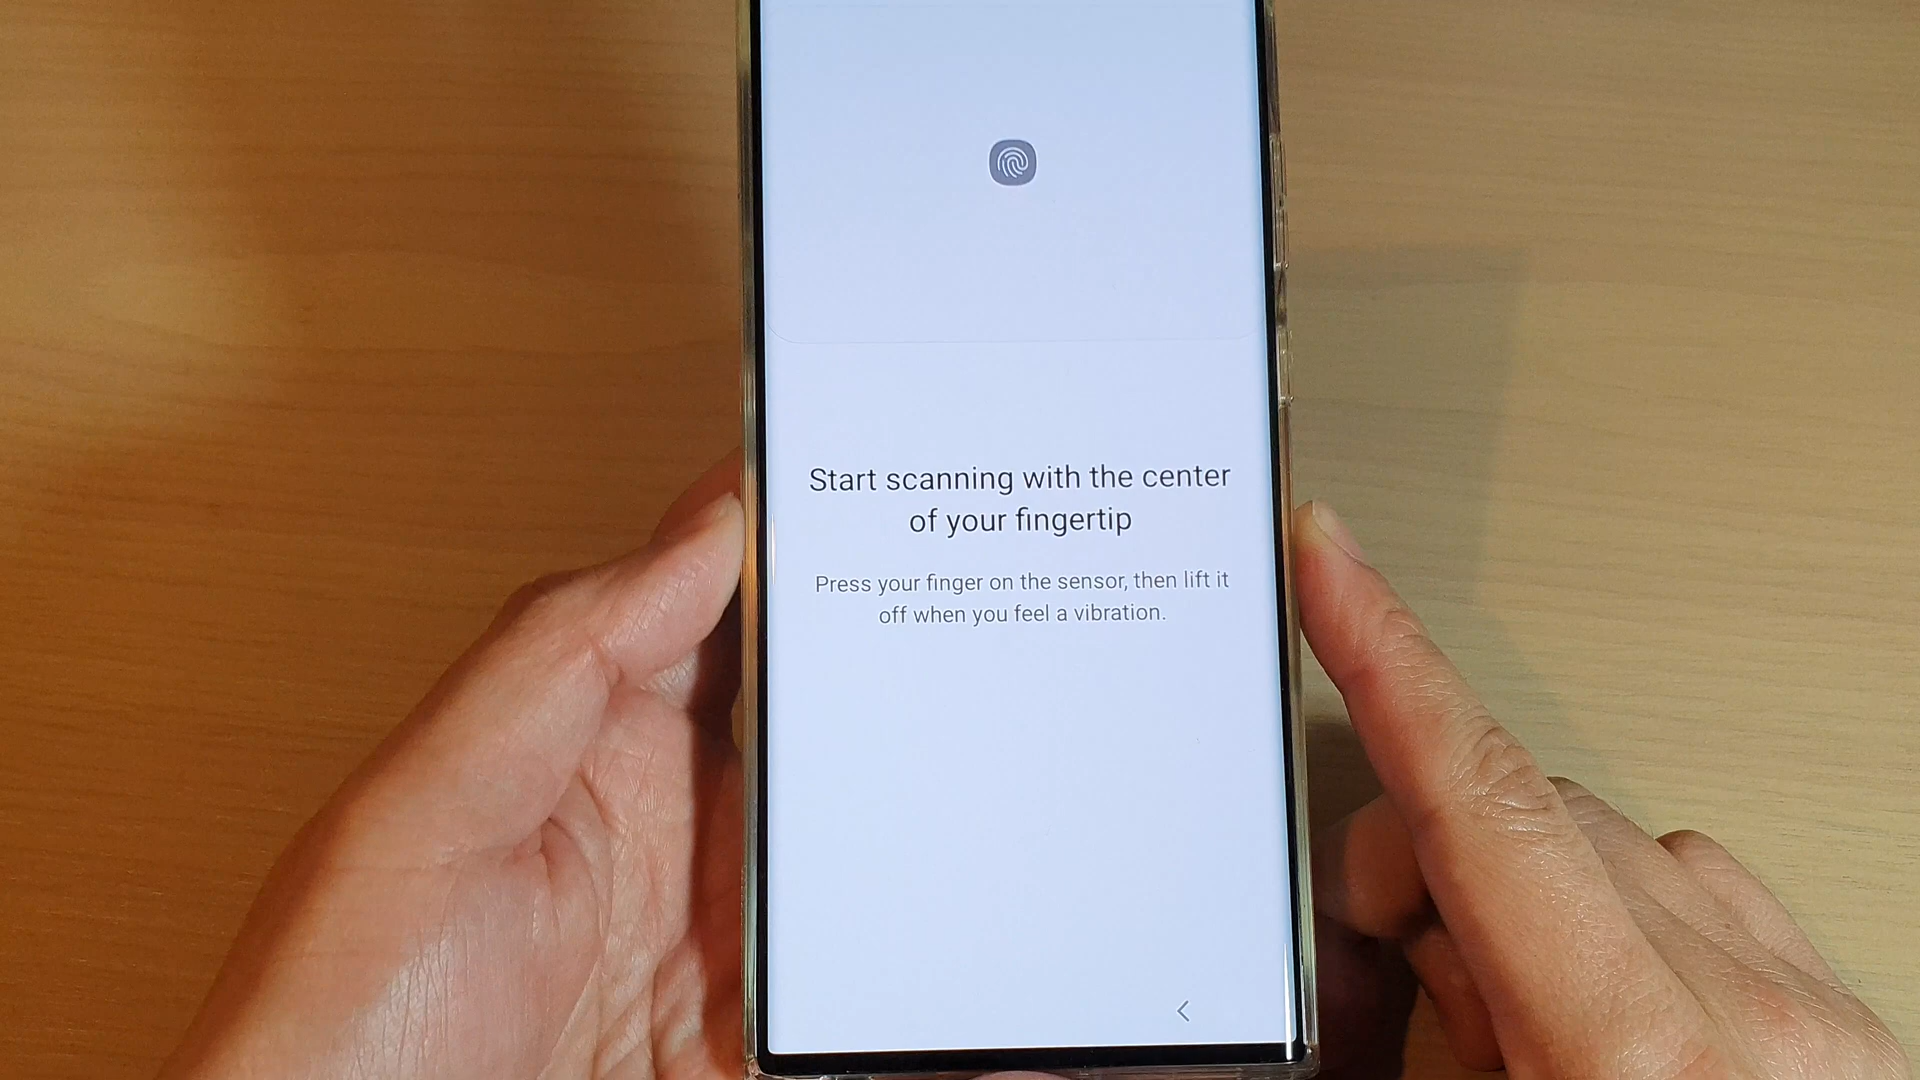 Start scanning with the center
of your fingertip
Press your finger on the sensor, then lift it
off when you feel a vibration.